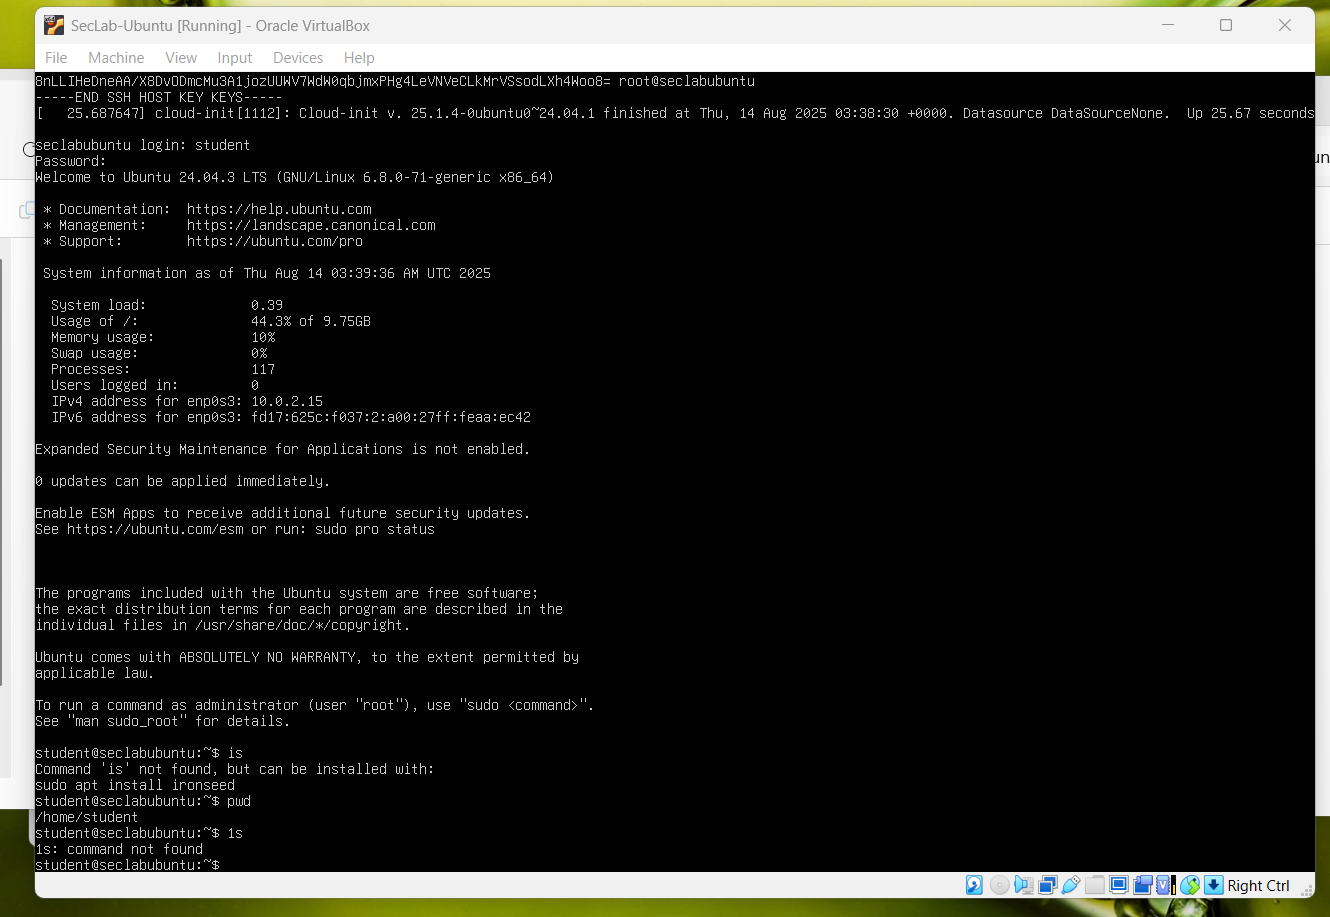 SecLab-Ubuntu [Running] - Oracle VirtualBox
File Machine View Input Devices Help
8nLLIHeDneAA/X8DvODmcMu3A1jozUUWV7WdW0qbjmxPHg4LeVNVeCLkMrVSsodLXh4Woo8= root@seclabubuntu
-----END SSH HOST KEY KEYS-----
[   25.687647] cloud-init[1112]: Cloud-init v. 25.1.4-0ubuntu0~24.04.1 finished at Thu, 14 Aug 2025 03:38:30 +0000. Datasource DataSourceNone.  Up 25.67 seconds
seclabubuntu login: student
Password:
Welcome to Ubuntu 24.04.3 LTS (GNU/Linux 6.8.0-71-generic x86_64)
* Documentation:  https://help.ubuntu.com
* Management:     https://landscape.canonical.com
* Support:        https://ubuntu.com/pro
System information as of Thu Aug 14 03:39:36 AM UTC 2025
System load:             0.39
Usage of /:              44.3% of 9.75GB
Memory usage:            10%
Swap usage:              0%
Processes:               117
Users logged in:         0
IPv4 address for enp0s3: 10.0.2.15
IPv6 address for enp0s3: fd17:625c:f037:2:a00:27ff:feaa:ec42
Expanded Security Maintenance for Applications is not enabled.
0 updates can be applied immediately.
Enable ESM Apps to receive additional future security updates.
See https://ubuntu.com/esm or run: sudo pro status
The programs included with the Ubuntu system are free software;
the exact distribution terms for each program are described in the
individual files in /usr/share/doc/*/copyright.
Ubuntu comes with ABSOLUTELY NO WARRANTY, to the extent permitted by
applicable law.
To run a command as administrator (user "root"), use "sudo <command>".
See "man sudo_root" for details.
student@seclabubuntu:~$ is
Command 'is' not found, but can be installed with:
sudo apt install ironseed
student@seclabubuntu:~$ pwd
/home/student
student@seclabubuntu:~$ 1s
1s: command not found
student@seclabubuntu:~$
Right Ctrl